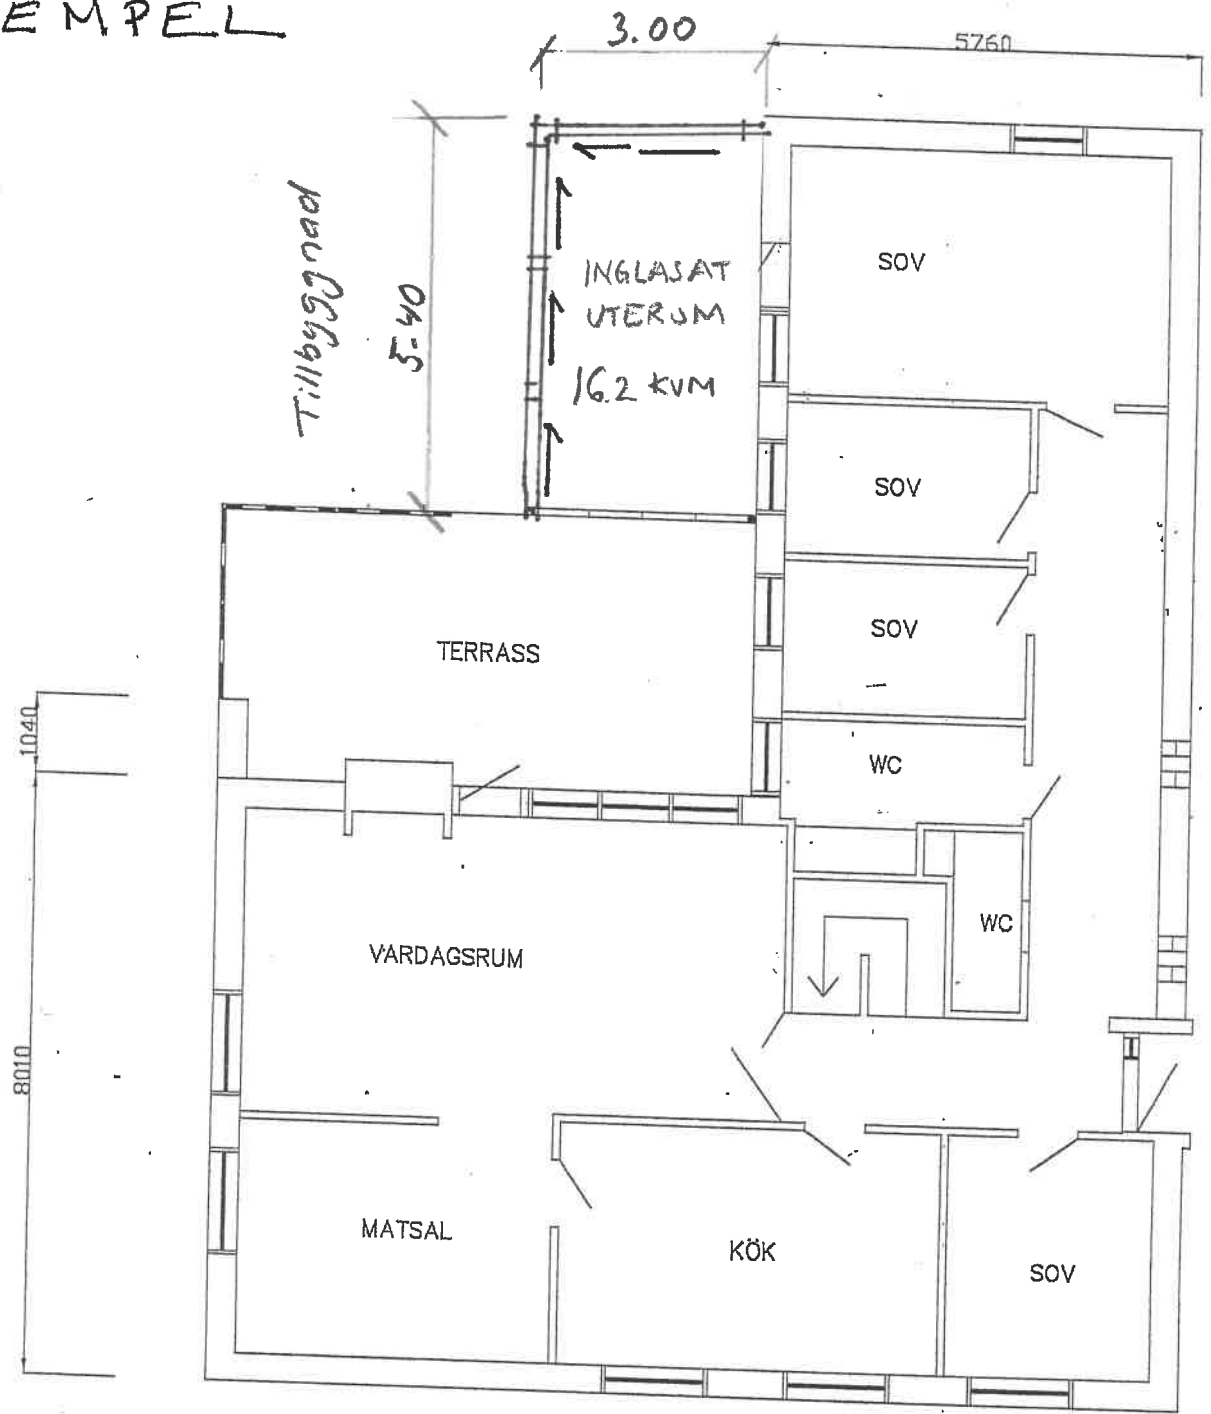 EMPEL
3.00
5760
Tillbyggnad
5.40
INGLASAT
UTERUM
16.2 KVM
SOV
SOV
SOV
TERRASS
1040
WC
WC
VARDAGSRUM
8010
MATSAL
KÖK
SOV